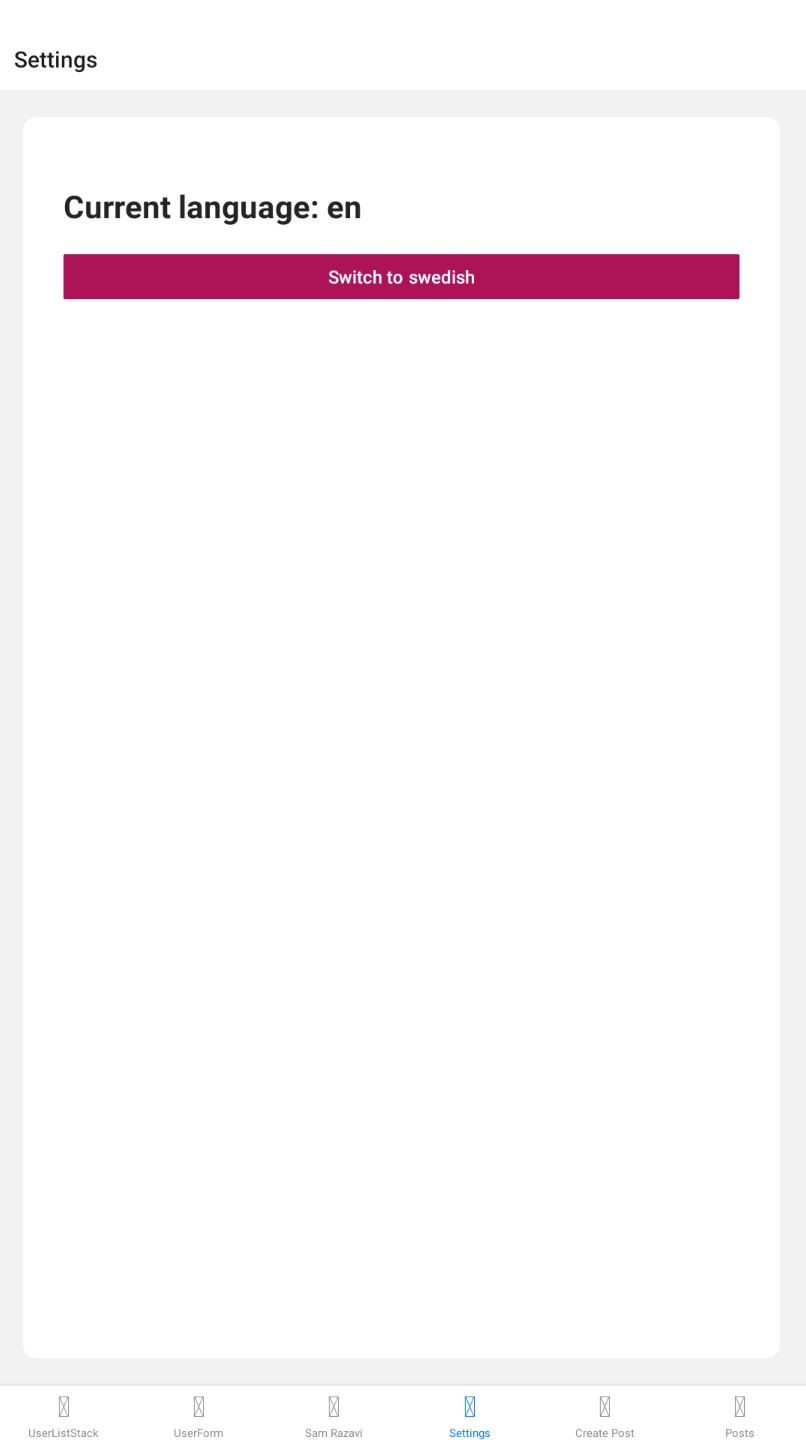 Settings
Current language: en
Switch to swedish
UserListStack
UserForm
Sam Razavi
Settings
Create Post
Posts